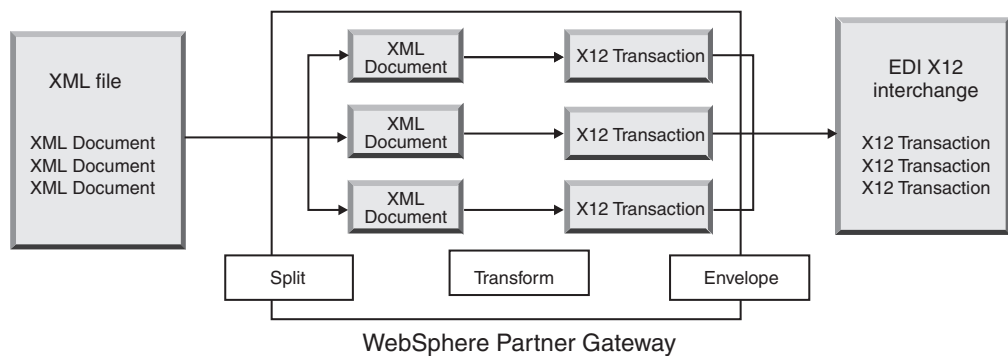 XML file
XML Document
XML Document
XML Document
XML
Document
X12 Transaction
XML
Document
X12 Transaction
XML
Document
X12 Transaction
EDI X12
interchange
X12 Transaction
X12 Transaction
X12 Transaction
Split
Transform
Envelope
WebSphere Partner Gateway